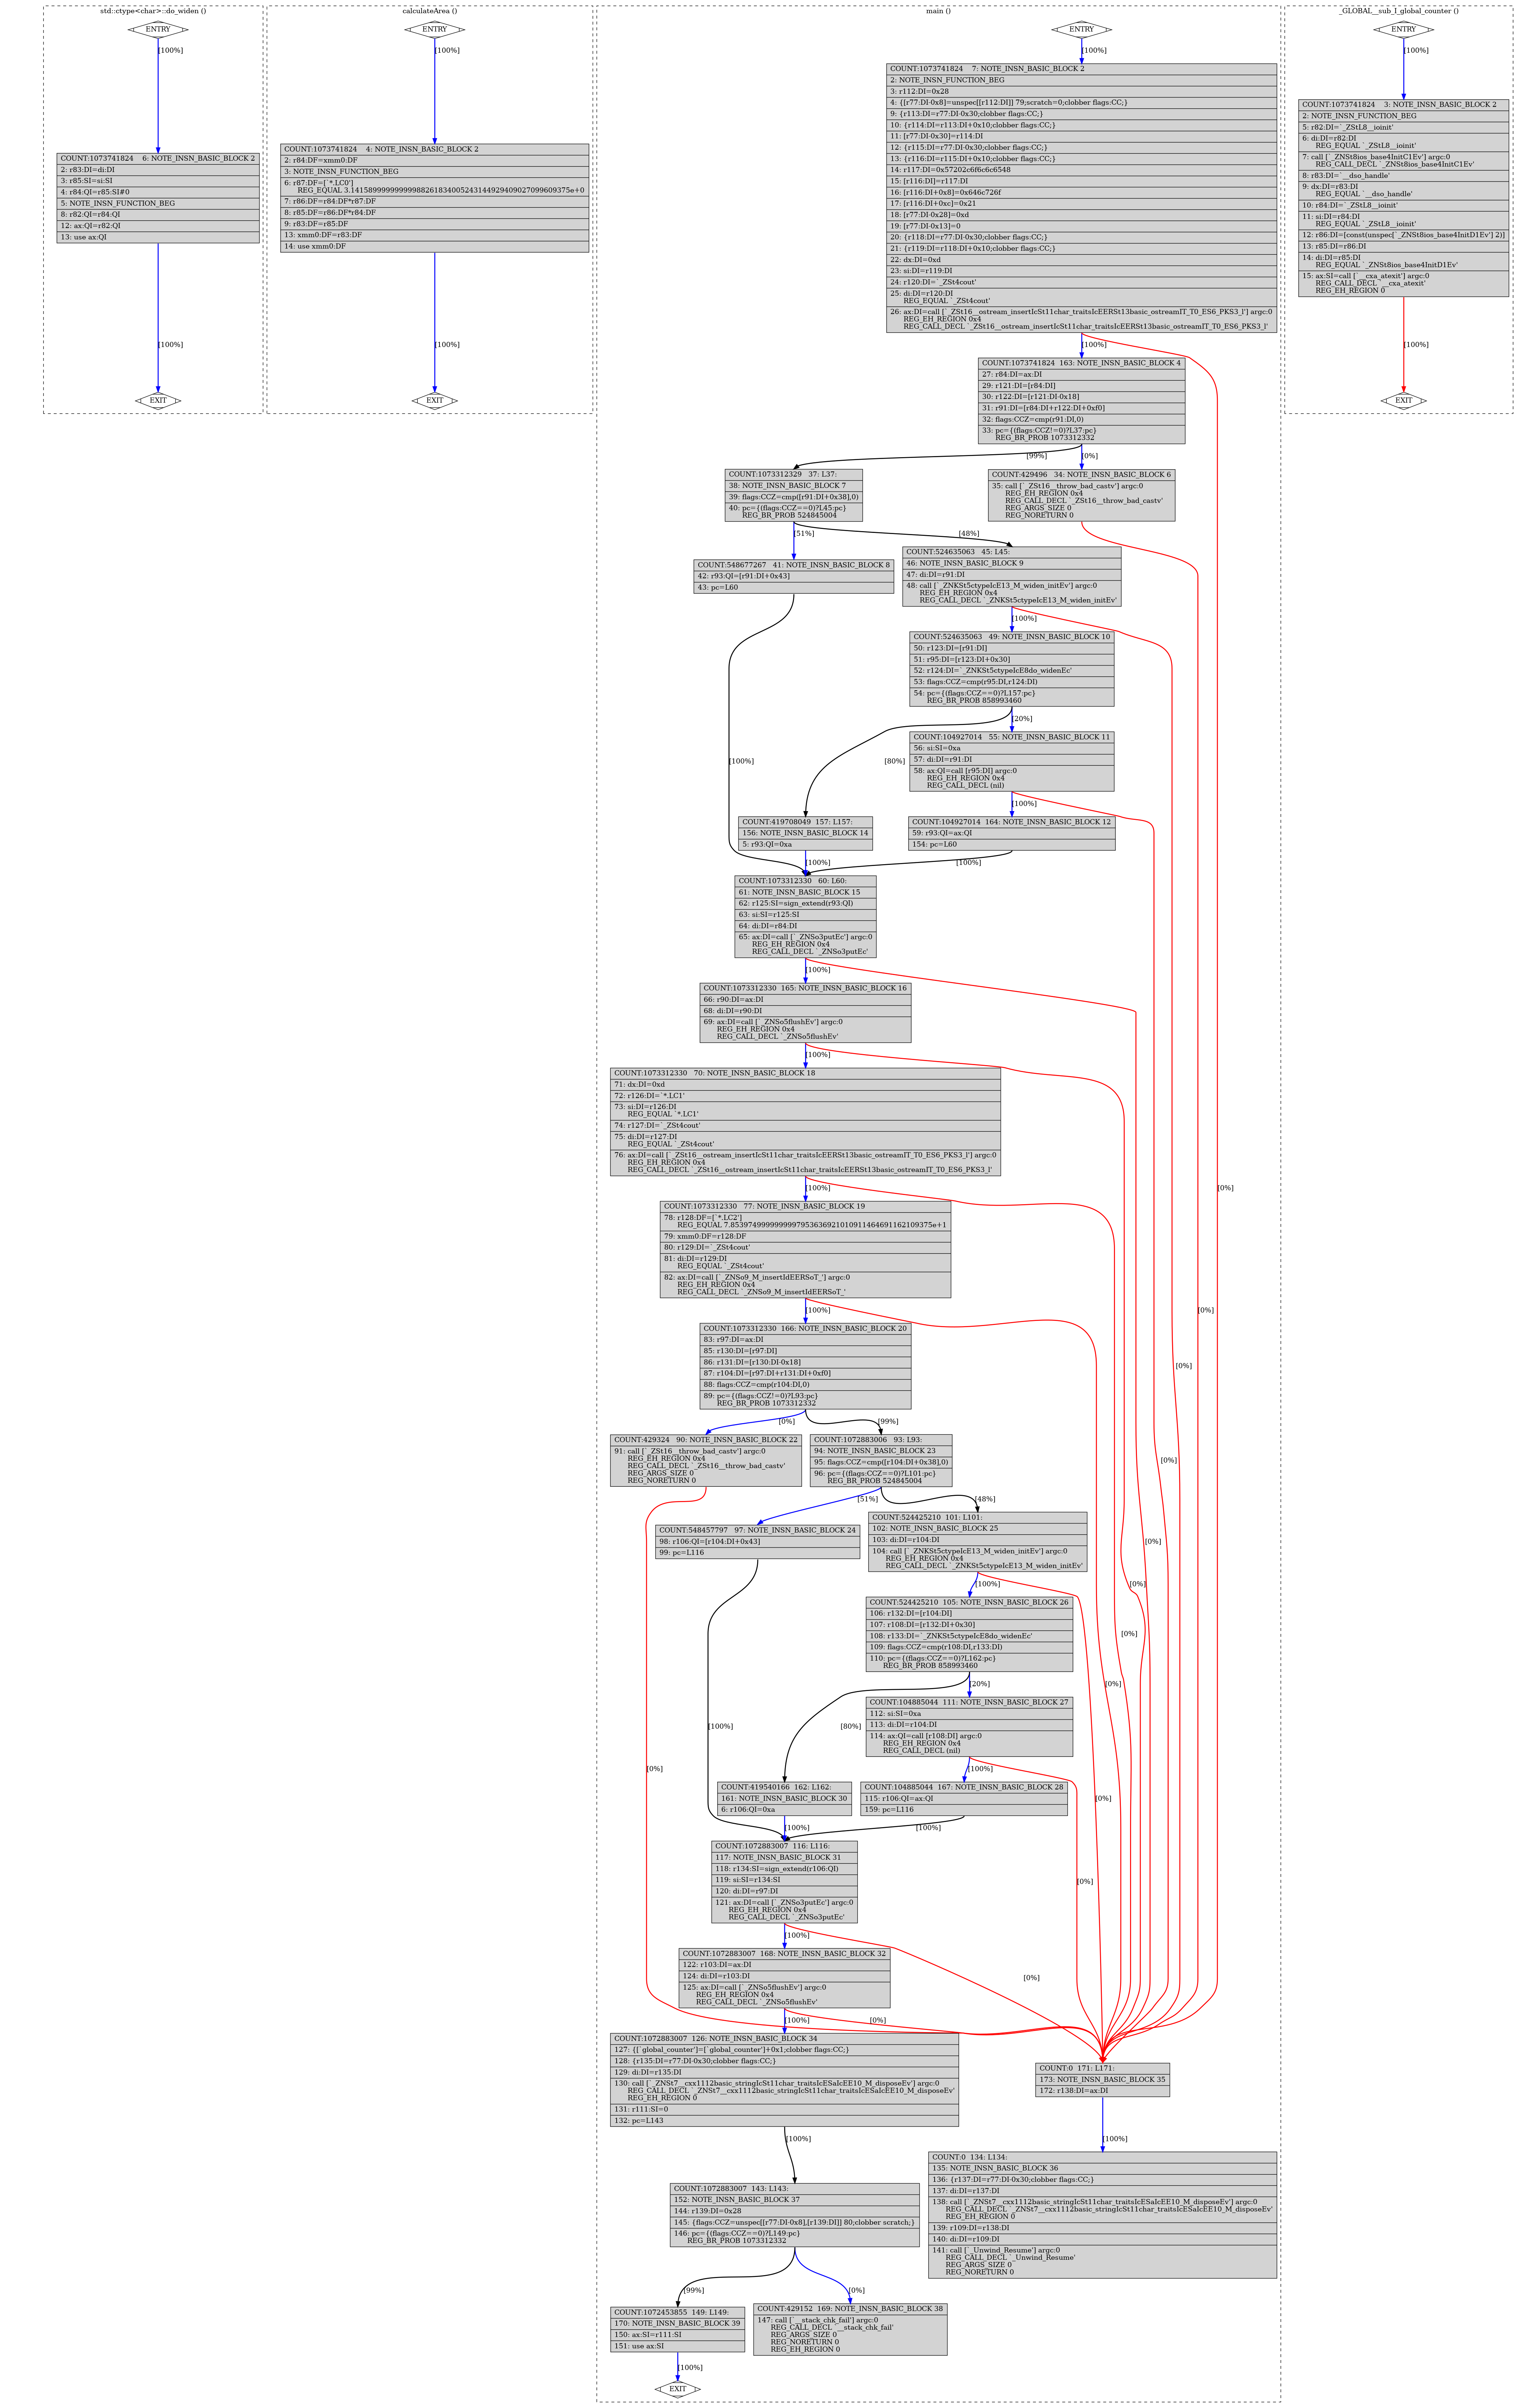 std::ctype<char>::do_widen ()
ENTRY
[100%]
COUNT:1073741824    6: NOTE_INSN_BASIC_BLOCK 2
2: r83:DI=di:DI
3: r85:SI=si:SI
4: r84:QI=r85:SI#0
5: NOTE_INSN_FUNCTION_BEG
8: r82:QI=r84:QI
12: ax:QI=r82:QI
13: use ax:QI
[100%]
EXIT
calculateArea ()
ENTRY
[100%]
COUNT:1073741824    4: NOTE_INSN_BASIC_BLOCK 2
2: r84:DF=xmm0:DF
3: NOTE_INSN_FUNCTION_BEG
6: r87:DF=[`*.LC0']
REG_EQUAL 3.14158999999999988261834005243144929409027099609375e+0
7: r86:DF=r84:DF*r87:DF
8: r85:DF=r86:DF*r84:DF
9: r83:DF=r85:DF
13: xmm0:DF=r83:DF
14: use xmm0:DF
[100%]
EXIT
main ()
ENTRY
[100%]
COUNT:1073741824    7: NOTE_INSN_BASIC_BLOCK 2
2: NOTE_INSN_FUNCTION_BEG
3: r112:DI=0x28
4: {[r77:DI-0x8]=unspec[[r112:DI]] 79;scratch=0;clobber flags:CC;}
9: {r113:DI=r77:DI-0x30;clobber flags:CC;}
10: {r114:DI=r113:DI+0x10;clobber flags:CC;}
11: [r77:DI-0x30]=r114:DI
12: {r115:DI=r77:DI-0x30;clobber flags:CC;}
13: {r116:DI=r115:DI+0x10;clobber flags:CC;}
14: r117:DI=0x57202c6f6c6c6548
15: [r116:DI]=r117:DI
16: [r116:DI+0x8]=0x646c726f
17: [r116:DI+0xc]=0x21
18: [r77:DI-0x28]=0xd
19: [r77:DI-0x13]=0
20: {r118:DI=r77:DI-0x30;clobber flags:CC;}
21: {r119:DI=r118:DI+0x10;clobber flags:CC;}
22: dx:DI=0xd
23: si:DI=r119:DI
24: r120:DI=`_ZSt4cout'
25: di:DI=r120:DI
REG_EQUAL `_ZSt4cout'
26: ax:DI=call [`_ZSt16__ostream_insertIcSt11char_traitsIcEERSt13basic_ostreamIT_T0_ES6_PKS3_l'] argc:0
REG_EH_REGION 0x4
REG_CALL_DECL `_ZSt16__ostream_insertIcSt11char_traitsIcEERSt13basic_ostreamIT_T0_ES6_PKS3_l'
[100%]
COUNT:1073741824  163: NOTE_INSN_BASIC_BLOCK 4
27: r84:DI=ax:DI
29: r121:DI=[r84:DI]
30: r122:DI=[r121:DI-0x18]
31: r91:DI=[r84:DI+r122:DI+0xf0]
32: flags:CCZ=cmp(r91:DI,0)
33: pc={(flags:CCZ!=0)?L37:pc}
REG_BR_PROB 1073312332
[99%]
[0%]
COUNT:1073312329   37: L37:
38: NOTE_INSN_BASIC_BLOCK 7
39: flags:CCZ=cmp([r91:DI+0x38],0)
40: pc={(flags:CCZ==0)?L45:pc}
REG_BR_PROB 524845004
COUNT:429496   34: NOTE_INSN_BASIC_BLOCK 6
35: call [`_ZSt16__throw_bad_castv'] argc:0
REG_EH_REGION 0x4
REG_CALL_DECL `_ZSt16__throw_bad_castv'
REG_ARGS_SIZE 0
REG_NORETURN 0
[51%]
[48%]
COUNT:548677267   41: NOTE_INSN_BASIC_BLOCK 8
42: r93:QI=[r91:DI+0x43]
43: pc=L60
COUNT:524635063   45: L45:
46: NOTE_INSN_BASIC_BLOCK 9
47: di:DI=r91:DI
48: call [`_ZNKSt5ctypeIcE13_M_widen_initEv'] argc:0
REG_EH_REGION 0x4
REG_CALL_DECL `_ZNKSt5ctypeIcE13_M_widen_initEv'
[100%]
COUNT:524635063   49: NOTE_INSN_BASIC_BLOCK 10
50: r123:DI=[r91:DI]
51: r95:DI=[r123:DI+0x30]
52: r124:DI=`_ZNKSt5ctypeIcE8do_widenEc'
53: flags:CCZ=cmp(r95:DI,r124:DI)
54: pc={(flags:CCZ==0)?L157:pc}
REG_BR_PROB 858993460
[20%]
[100%]
[80%]
COUNT:104927014   55: NOTE_INSN_BASIC_BLOCK 11
56: si:SI=0xa
57: di:DI=r91:DI
58: ax:QI=call [r95:DI] argc:0
REG_EH_REGION 0x4
REG_CALL_DECL (nil)
[100%]
COUNT:419708049  157: L157:
156: NOTE_INSN_BASIC_BLOCK 14
5: r93:QI=0xa
COUNT:104927014  164: NOTE_INSN_BASIC_BLOCK 12
59: r93:QI=ax:QI
154: pc=L60
[100%]
[100%]
COUNT:1073312330   60: L60:
61: NOTE_INSN_BASIC_BLOCK 15
62: r125:SI=sign_extend(r93:QI)
63: si:SI=r125:SI
64: di:DI=r84:DI
65: ax:DI=call [`_ZNSo3putEc'] argc:0
REG_EH_REGION 0x4
REG_CALL_DECL `_ZNSo3putEc'
[100%]
COUNT:1073312330  165: NOTE_INSN_BASIC_BLOCK 16
66: r90:DI=ax:DI
68: di:DI=r90:DI
69: ax:DI=call [`_ZNSo5flushEv'] argc:0
REG_EH_REGION 0x4
REG_CALL_DECL `_ZNSo5flushEv'
[100%]
COUNT:1073312330   70: NOTE_INSN_BASIC_BLOCK 18
71: dx:DI=0xd
72: r126:DI=`*.LC1'
73: si:DI=r126:DI
REG_EQUAL `*.LC1'
74: r127:DI=`_ZSt4cout'
75: di:DI=r127:DI
REG_EQUAL `_ZSt4cout'
76: ax:DI=call [`_ZSt16__ostream_insertIcSt11char_traitsIcEERSt13basic_ostreamIT_T0_ES6_PKS3_l'] argc:0
REG_EH_REGION 0x4
REG_CALL_DECL `_ZSt16__ostream_insertIcSt11char_traitsIcEERSt13basic_ostreamIT_T0_ES6_PKS3_l'
[100%]
[0%]
COUNT:1073312330   77: NOTE_INSN_BASIC_BLOCK 19
78: r128:DF=[`*.LC2']
REG_EQUAL 7.8539749999999997953636921010911464691162109375e+1
79: xmm0:DF=r128:DF
80: r129:DI=`_ZSt4cout'
81: di:DI=r129:DI
REG_EQUAL `_ZSt4cout'
82: ax:DI=call [`_ZNSo9_M_insertIdEERSoT_'] argc:0
REG_EH_REGION 0x4
REG_CALL_DECL `_ZNSo9_M_insertIdEERSoT_'
[100%]
[0%]
COUNT:1073312330  166: NOTE_INSN_BASIC_BLOCK 20
83: r97:DI=ax:DI
85: r130:DI=[r97:DI]
86: r131:DI=[r130:DI-0x18]
87: r104:DI=[r97:DI+r131:DI+0xf0]
88: flags:CCZ=cmp(r104:DI,0)
89: pc={(flags:CCZ!=0)?L93:pc}
REG_BR_PROB 1073312332
[0%]
[0%]
[99%]
COUNT:429324   90: NOTE_INSN_BASIC_BLOCK 22
91: call [`_ZSt16__throw_bad_castv'] argc:0
REG_EH_REGION 0x4
REG_CALL_DECL `_ZSt16__throw_bad_castv'
REG_ARGS_SIZE 0
REG_NORETURN 0
COUNT:1072883006   93: L93:
94: NOTE_INSN_BASIC_BLOCK 23
95: flags:CCZ=cmp([r104:DI+0x38],0)
96: pc={(flags:CCZ==0)?L101:pc}
REG_BR_PROB 524845004
[0%]
[51%]
[48%]
COUNT:548457797   97: NOTE_INSN_BASIC_BLOCK 24
98: r106:QI=[r104:DI+0x43]
99: pc=L116
COUNT:524425210  101: L101:
102: NOTE_INSN_BASIC_BLOCK 25
103: di:DI=r104:DI
104: call [`_ZNKSt5ctypeIcE13_M_widen_initEv'] argc:0
REG_EH_REGION 0x4
REG_CALL_DECL `_ZNKSt5ctypeIcE13_M_widen_initEv'
[0%]
[100%]
[0%]
COUNT:524425210  105: NOTE_INSN_BASIC_BLOCK 26
106: r132:DI=[r104:DI]
107: r108:DI=[r132:DI+0x30]
108: r133:DI=`_ZNKSt5ctypeIcE8do_widenEc'
109: flags:CCZ=cmp(r108:DI,r133:DI)
110: pc={(flags:CCZ==0)?L162:pc}
REG_BR_PROB 858993460
[0%]
[20%]
[0%]
[100%]
[80%]
COUNT:104885044  111: NOTE_INSN_BASIC_BLOCK 27
112: si:SI=0xa
113: di:DI=r104:DI
114: ax:QI=call [r108:DI] argc:0
REG_EH_REGION 0x4
REG_CALL_DECL (nil)
[0%]
[100%]
COUNT:419540166  162: L162:
161: NOTE_INSN_BASIC_BLOCK 30
6: r106:QI=0xa
COUNT:104885044  167: NOTE_INSN_BASIC_BLOCK 28
115: r106:QI=ax:QI
159: pc=L116
[0%]
[100%]
[100%]
COUNT:1072883007  116: L116:
117: NOTE_INSN_BASIC_BLOCK 31
118: r134:SI=sign_extend(r106:QI)
119: si:SI=r134:SI
120: di:DI=r97:DI
121: ax:DI=call [`_ZNSo3putEc'] argc:0
REG_EH_REGION 0x4
REG_CALL_DECL `_ZNSo3putEc'
[0%]
[100%]
COUNT:1072883007  168: NOTE_INSN_BASIC_BLOCK 32
122: r103:DI=ax:DI
124: di:DI=r103:DI
125: ax:DI=call [`_ZNSo5flushEv'] argc:0
REG_EH_REGION 0x4
REG_CALL_DECL `_ZNSo5flushEv'
[0%]
[100%]
[0%]
COUNT:1072883007  126: NOTE_INSN_BASIC_BLOCK 34
127: {[`global_counter']=[`global_counter']+0x1;clobber flags:CC;}
128: {r135:DI=r77:DI-0x30;clobber flags:CC;}
129: di:DI=r135:DI
130: call [`_ZNSt7__cxx1112basic_stringIcSt11char_traitsIcESaIcEE10_M_disposeEv'] argc:0
REG_CALL_DECL `_ZNSt7__cxx1112basic_stringIcSt11char_traitsIcESaIcEE10_M_disposeEv'
REG_EH_REGION 0
131: r111:SI=0
132: pc=L143
COUNT:0  171: L171:
173: NOTE_INSN_BASIC_BLOCK 35
172: r138:DI=ax:DI
[100%]
[100%]
COUNT:0  134: L134:
135: NOTE_INSN_BASIC_BLOCK 36
136: {r137:DI=r77:DI-0x30;clobber flags:CC;}
137: di:DI=r137:DI
138: call [`_ZNSt7__cxx1112basic_stringIcSt11char_traitsIcESaIcEE10_M_disposeEv'] argc:0
REG_CALL_DECL `_ZNSt7__cxx1112basic_stringIcSt11char_traitsIcESaIcEE10_M_disposeEv'
REG_EH_REGION 0
139: r109:DI=r138:DI
140: di:DI=r109:DI
141: call [`_Unwind_Resume'] argc:0
REG_CALL_DECL `_Unwind_Resume'
REG_ARGS_SIZE 0
REG_NORETURN 0
COUNT:1072883007  143: L143:
152: NOTE_INSN_BASIC_BLOCK 37
144: r139:DI=0x28
145: {flags:CCZ=unspec[[r77:DI-0x8],[r139:DI]] 80;clobber scratch;}
146: pc={(flags:CCZ==0)?L149:pc}
REG_BR_PROB 1073312332
[99%]
[0%]
COUNT:1072453855  149: L149:
170: NOTE_INSN_BASIC_BLOCK 39
150: ax:SI=r111:SI
151: use ax:SI
COUNT:429152  169: NOTE_INSN_BASIC_BLOCK 38
147: call [`__stack_chk_fail'] argc:0
REG_CALL_DECL `__stack_chk_fail'
REG_ARGS_SIZE 0
REG_NORETURN 0
REG_EH_REGION 0
[100%]
EXIT
_GLOBAL__sub_I_global_counter ()
ENTRY
[100%]
COUNT:1073741824    3: NOTE_INSN_BASIC_BLOCK 2
2: NOTE_INSN_FUNCTION_BEG
5: r82:DI=`_ZStL8__ioinit'
6: di:DI=r82:DI
REG_EQUAL `_ZStL8__ioinit'
7: call [`_ZNSt8ios_base4InitC1Ev'] argc:0
REG_CALL_DECL `_ZNSt8ios_base4InitC1Ev'
8: r83:DI=`__dso_handle'
9: dx:DI=r83:DI
REG_EQUAL `__dso_handle'
10: r84:DI=`_ZStL8__ioinit'
11: si:DI=r84:DI
REG_EQUAL `_ZStL8__ioinit'
12: r86:DI=[const(unspec[`_ZNSt8ios_base4InitD1Ev'] 2)]
13: r85:DI=r86:DI
14: di:DI=r85:DI
REG_EQUAL `_ZNSt8ios_base4InitD1Ev'
15: ax:SI=call [`__cxa_atexit'] argc:0
REG_CALL_DECL `__cxa_atexit'
REG_EH_REGION 0
[100%]
EXIT